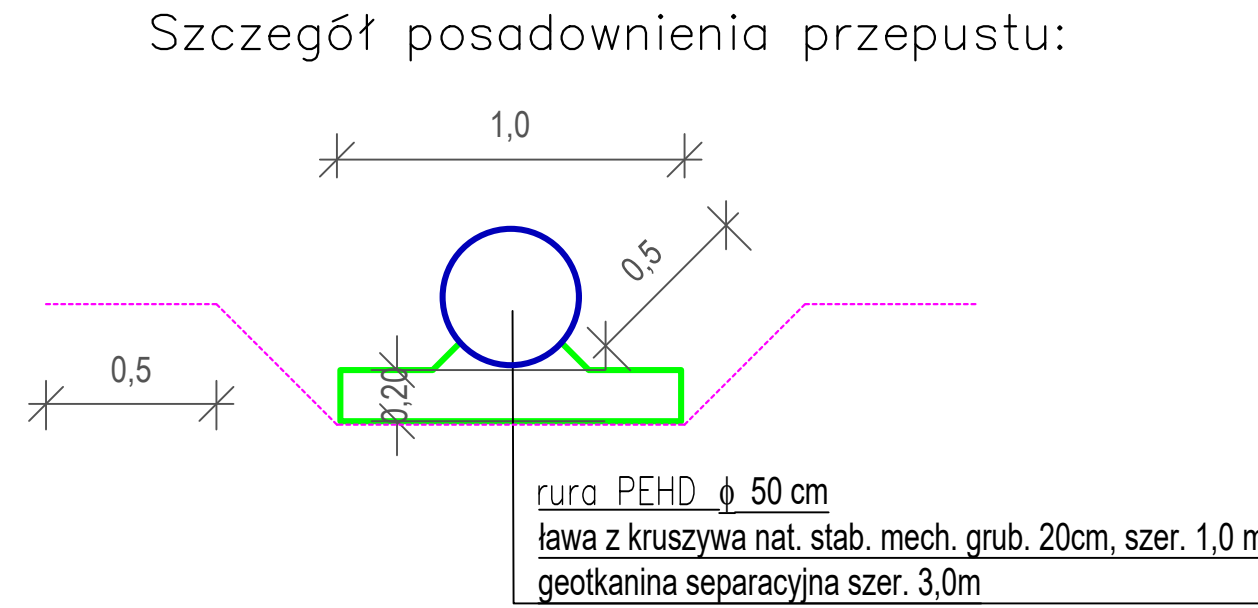 Szczegół posadownienia przepustu:
1,0
0,5
0,5
0,20
rura PEHD ϕ 50 cm
ława z kruszywa nat. stab. mech. grub. 20cm, szer. 1,0 m
geotkanina separacyjna szer. 3,0m